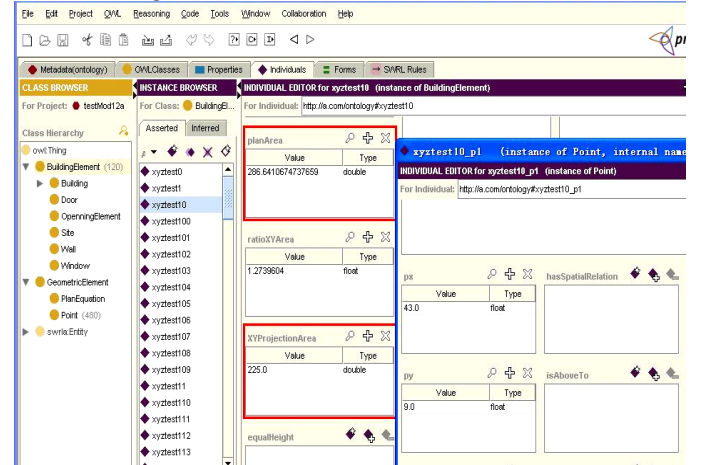 File Edit Project OWL Reasoning Code Tools Window Collaboration Help
Metadata(ontology) OWLClasses Properties Individuals Forms SWRL Rules
CLASS BROWSER
For Project: testMod12a
Class Hierarchy
owl:Thing
BuildingElement (120)
Building
Door
OpenningElement
Site
Wall
Window
GeometricElement
PlanEquation
Point (480)
swrla:Entity
INSTANCE BROWSER
For Class: BuildingEl...
Asserted Inferred
xyztest0
xyztest1
xyztest10
xyztest100
xyztest101
xyztest102
xyztest103
xyztest104
xyztest105
xyztest106
xyztest107
xyztest108
xyztest109
xyztest11
xyztest110
xyztest111
xyztest112
xyztest113
INDIVIDUAL EDITOR for xyztest10 (instance of BuildingElement)
For Individual: http://a.com/ontology#xyztest10
planArea
Value Type
286.6410674737659 double
ratioXYArea
Value Type
1.2739604 float
XYProjectionArea
Value Type
225.0 double
equalHeight
xyztest10_p1 (instance of Point, internal name
INDIVIDUAL EDITOR for xyztest10_p1 (instance of Point)
For Individual: http://a.com/ontology#xyztest10_p1
px hasSpatialRelation
Value Type
43.0 float
py isAboveTo
Value Type
9.0 float